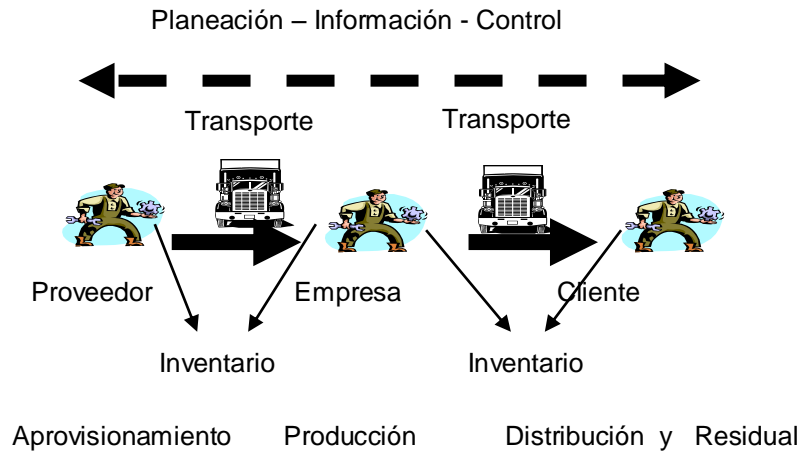 Planeación – Información - Control
Transporte Transporte
Proveedor Empresa Cliente
Inventario Inventario
Aprovisionamiento Producción Distribución y Residual